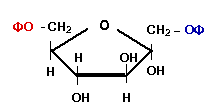 ΦO - CH₂ O CH₂ - OΦ
H OH
H H OH
OH H